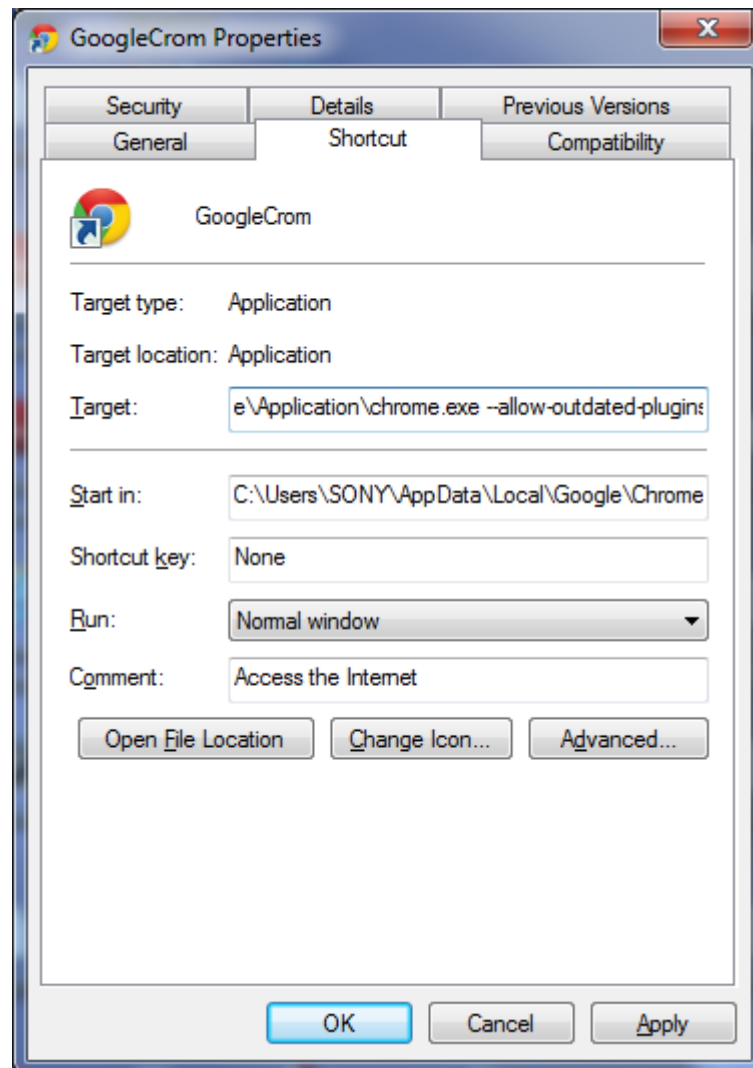 GoogleCrom Properties
Security Details Previous Versions
General Shortcut Compatibility
GoogleCrom
Target type: Application
Target location: Application
Target: e\Application\chrome.exe --allow-outdated-plugins
Start in: C:\Users\SONY\AppData\Local\Google\Chrome
Shortcut key: None
Run: Normal window
Comment: Access the Internet
Open File Location Change Icon... Advanced...
OK Cancel Apply